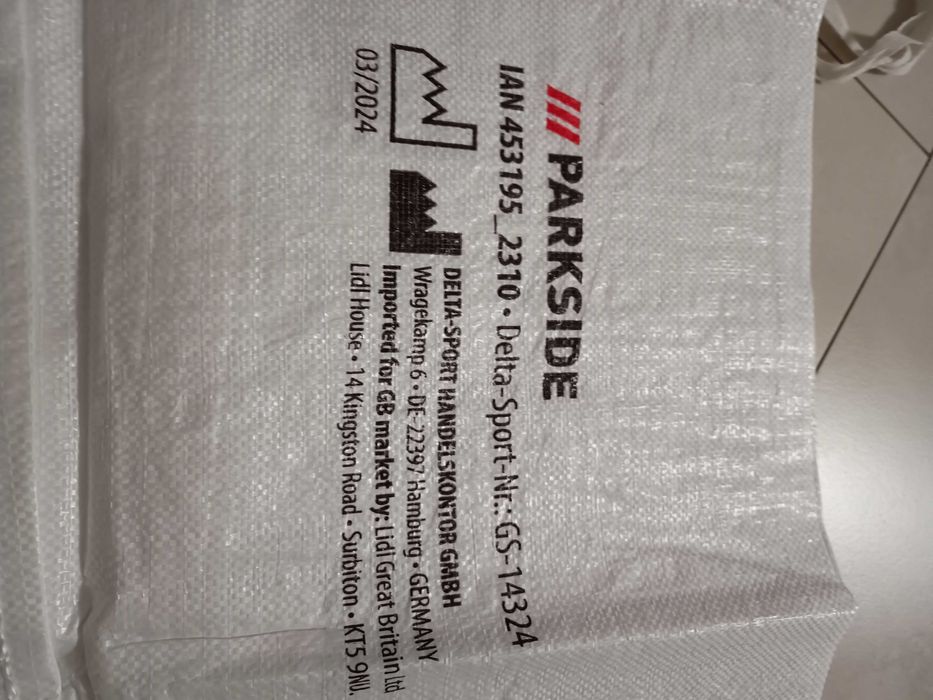 PARKSIDE
IAN 453195_2310 • Delta-Sport-Nr.: GS-14324
DELTA-SPORT HANDELSKONTOR GMBH
Wragekamp 6 • DE-22397 Hamburg • GERMANY
Imported for GB market by: Lidl Great Britain Ltd
Lidl House • 14 Kingston Road • Surbiton • KT5 9NU.
03/2024